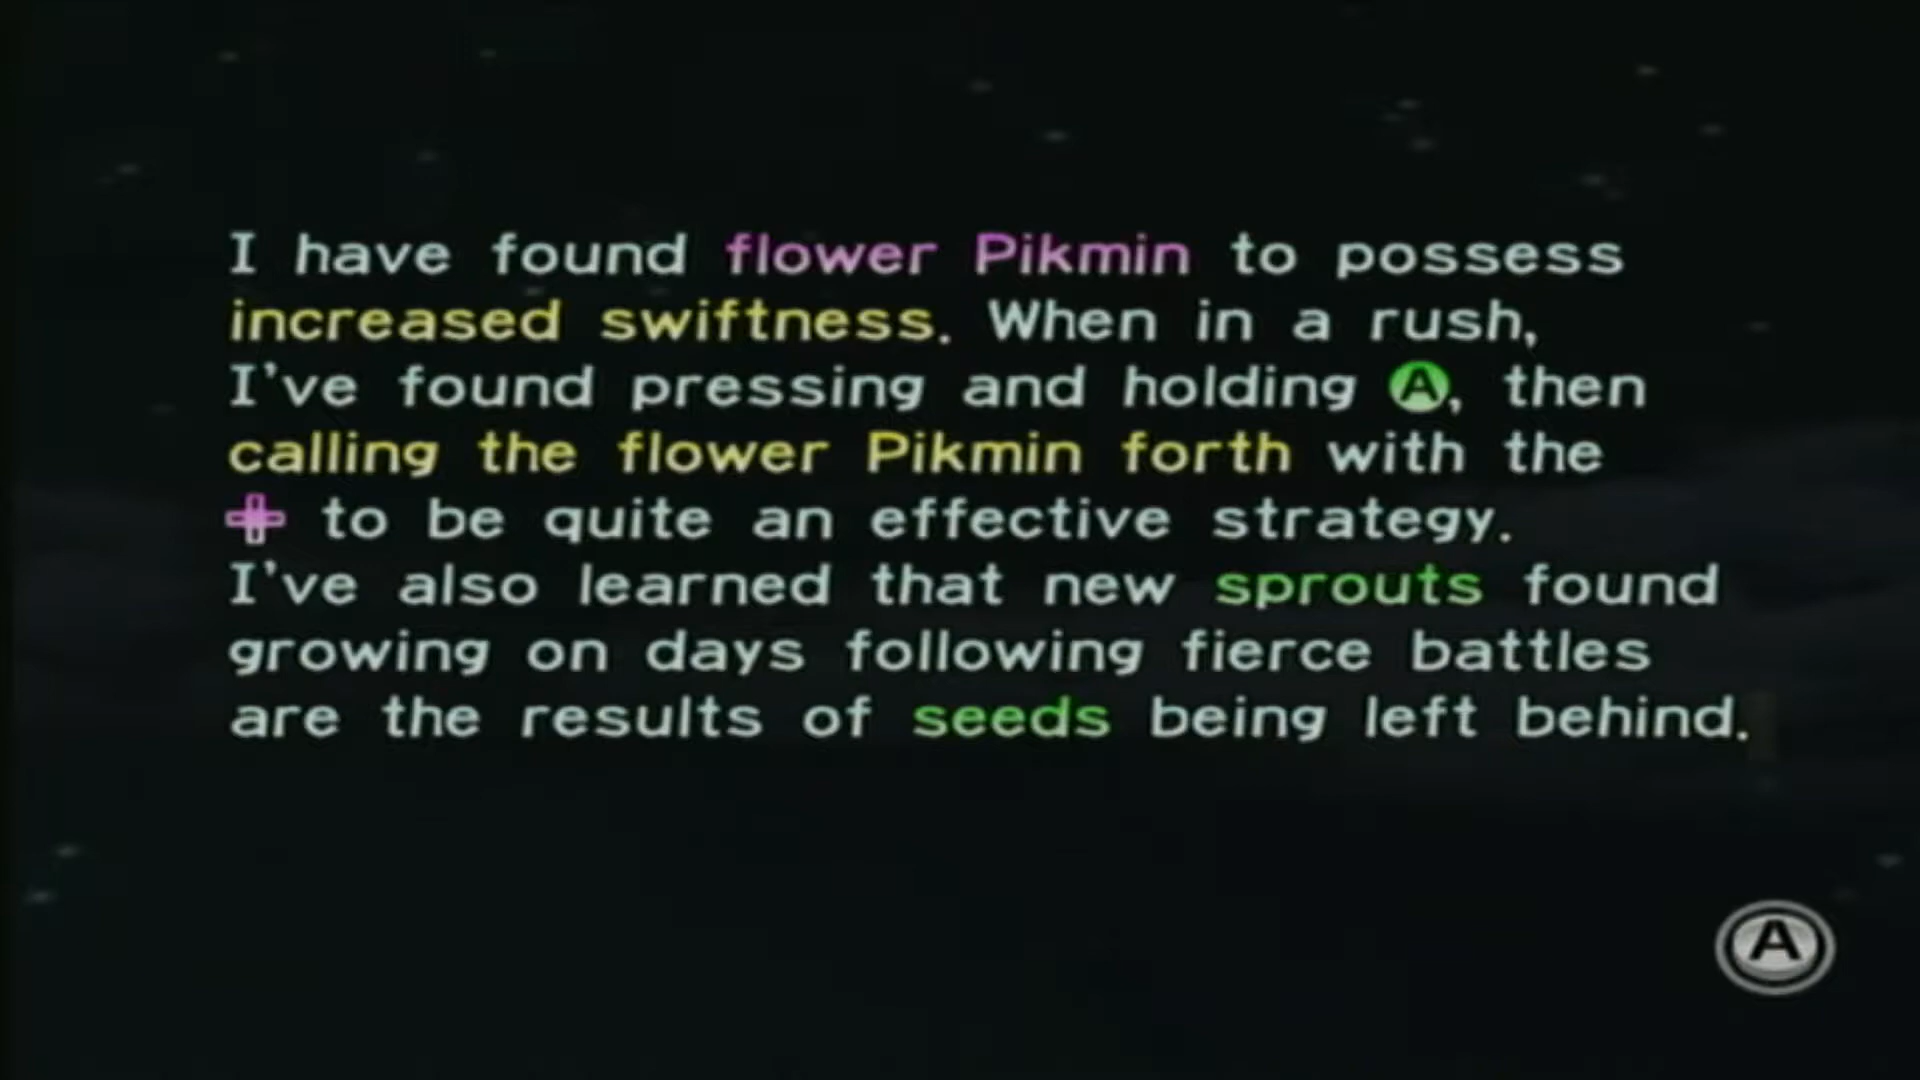 I have found flower Pikmin to possess
increased swiftness. When in a rush,
I've found pressing and holding A, then
calling the flower Pikmin forth with the
✚ to be quite an effective strategy.
I've also learned that new sprouts found
growing on days following fierce battles
are the results of seeds being left behind.
A